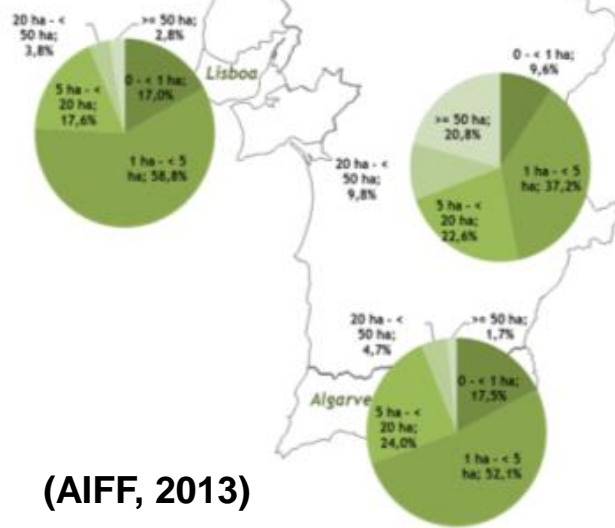 20 ha - <
50 ha;
3,8%
>= 50 ha;
2,8%
0 - < 1 ha;
17,0%
5 ha - <
20 ha;
17,6%
1 ha - < 5
ha; 58,8%
Lisboa
0 - < 1 ha;
9,6%
>= 50 ha;
20,8%
1 ha - < 5
ha; 37,2%
20 ha - <
50 ha;
9,8%
5 ha - <
20 ha;
22,6%
20 ha - <
50 ha;
4,7%
>= 50 ha;
1,7%
0 - < 1 ha;
17,5%
Algarve
5 ha - <
20 ha;
24,0%
1 ha - < 5
ha; 52,1%
(AIFF, 2013)